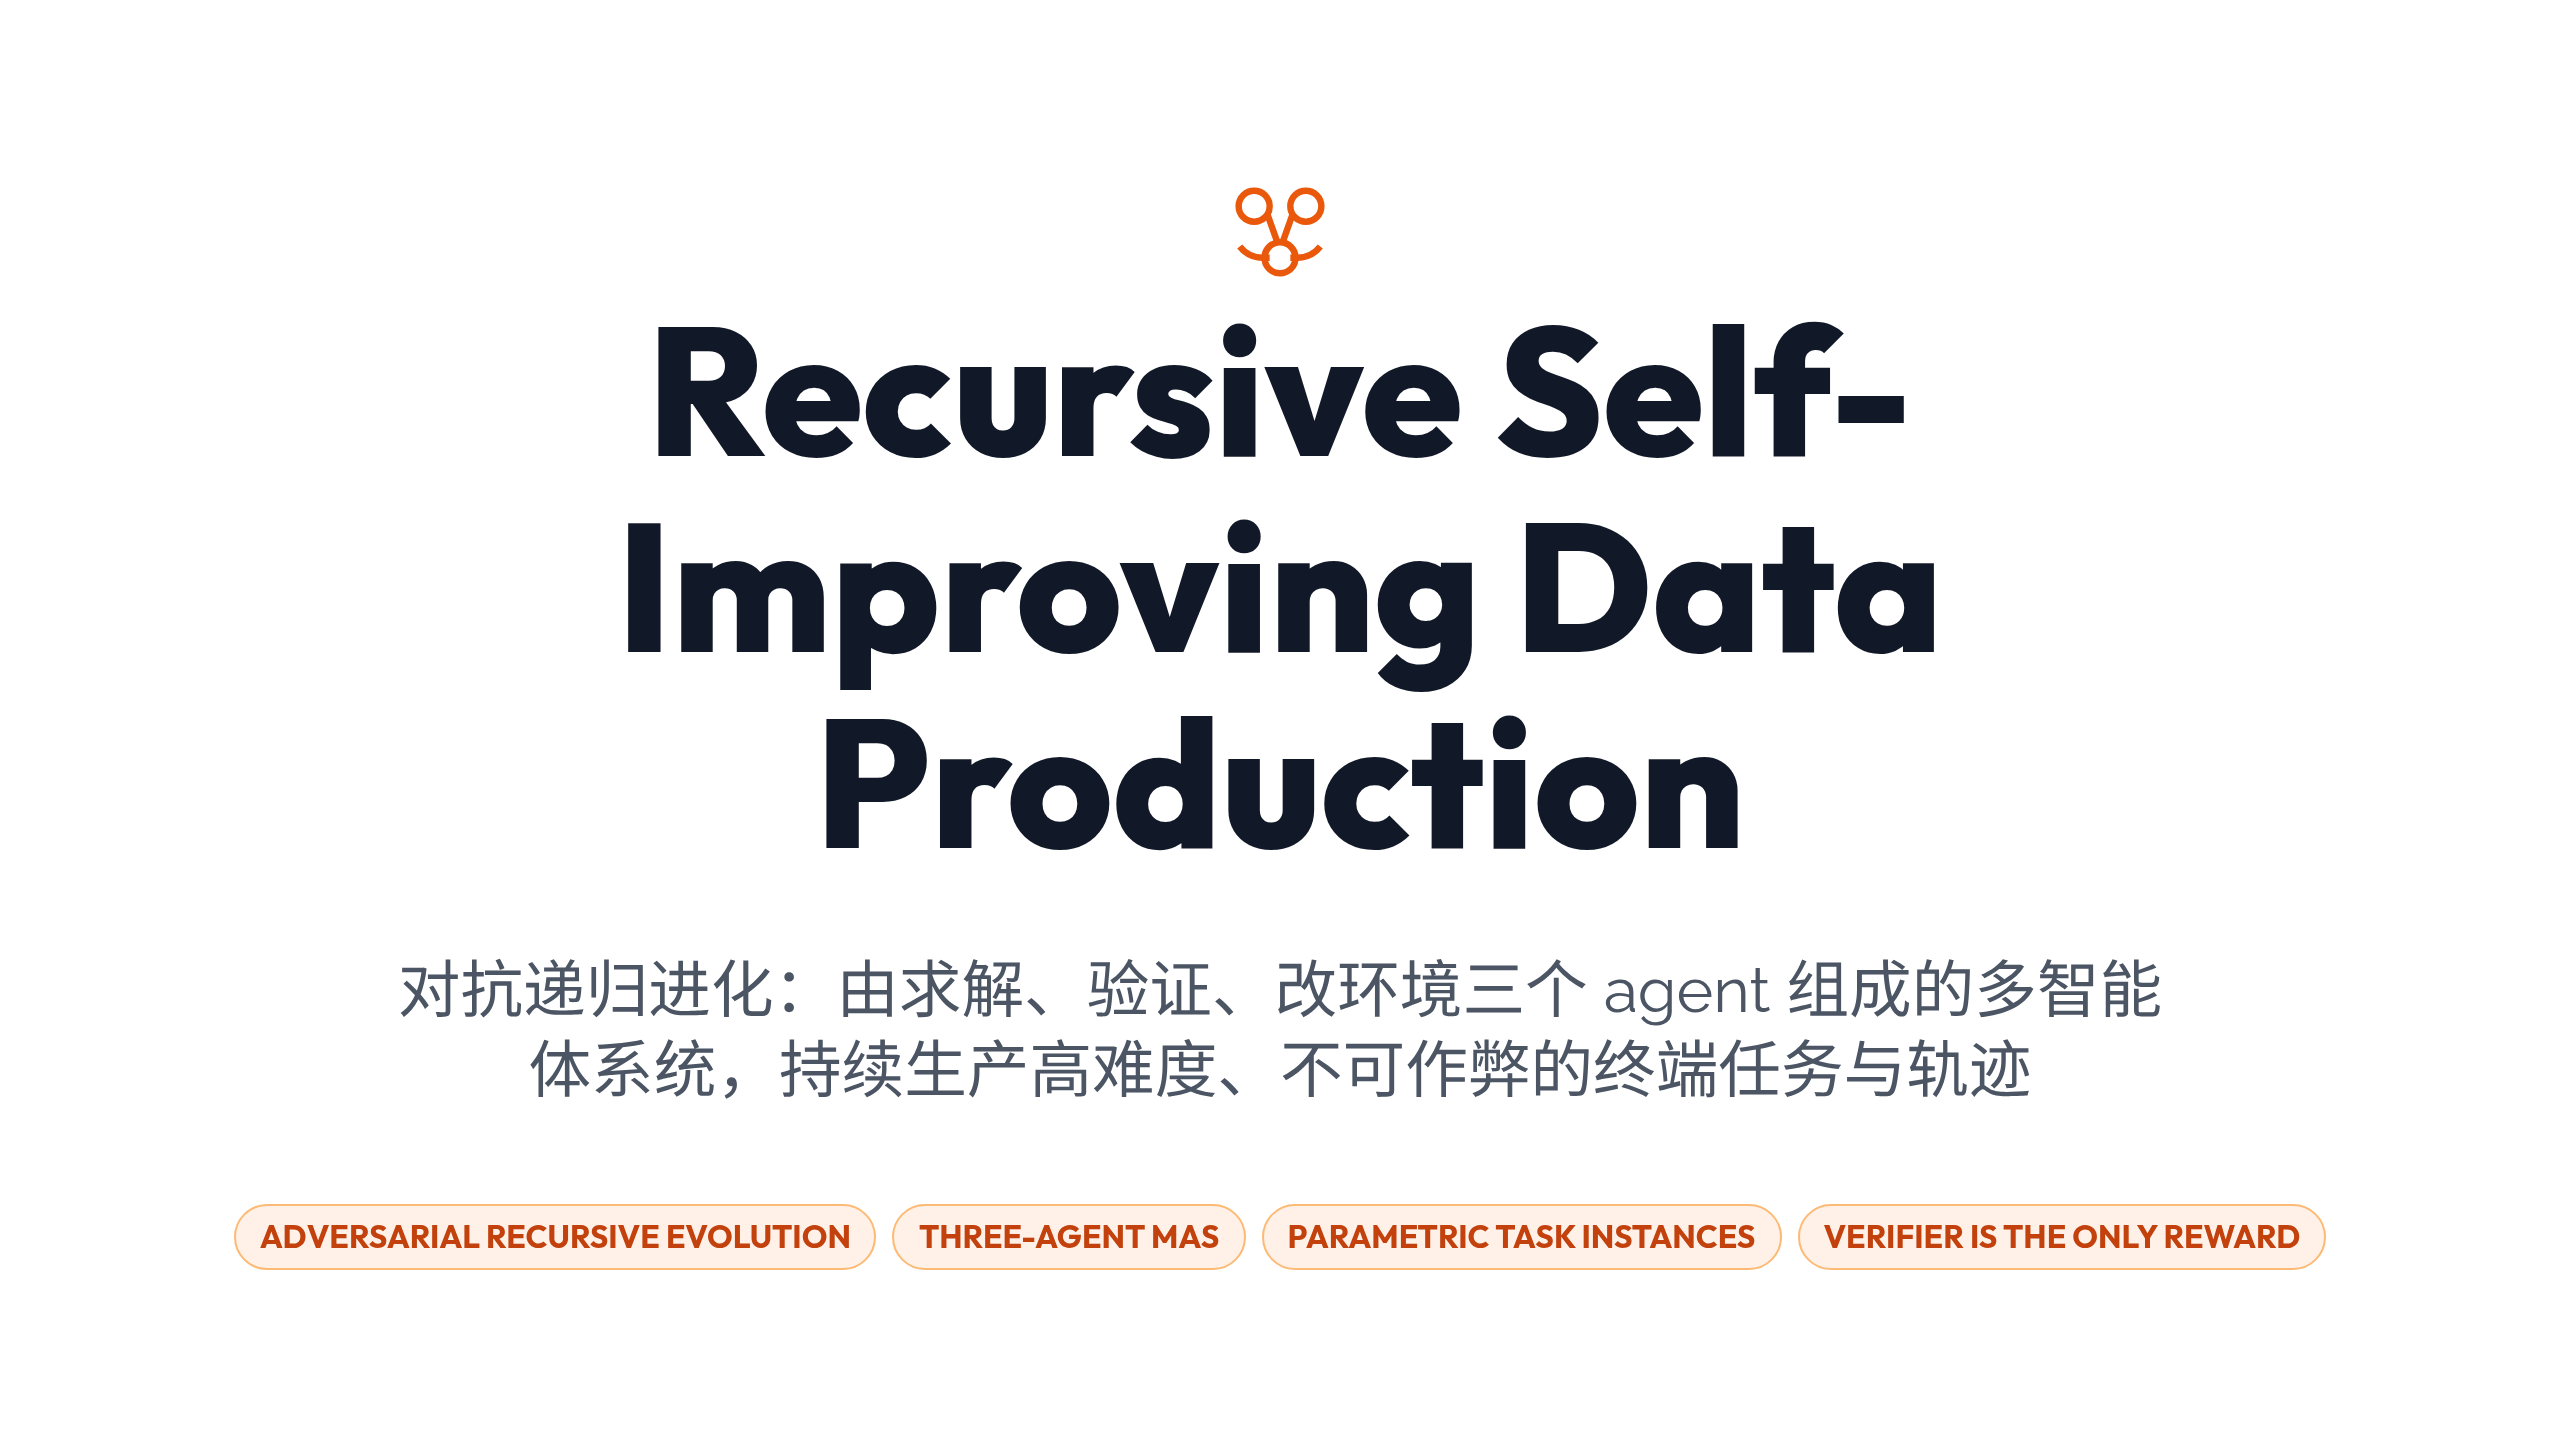 Recursive Self-
Improving Data
Production
对抗递归进化：由求解、验证、改环境三个 agent 组成的多智能
体系统，持续生产高难度、不可作弊的终端任务与轨迹
ADVERSARIAL RECURSIVE EVOLUTION
THREE-AGENT MAS
PARAMETRIC TASK INSTANCES
VERIFIER IS THE ONLY REWARD